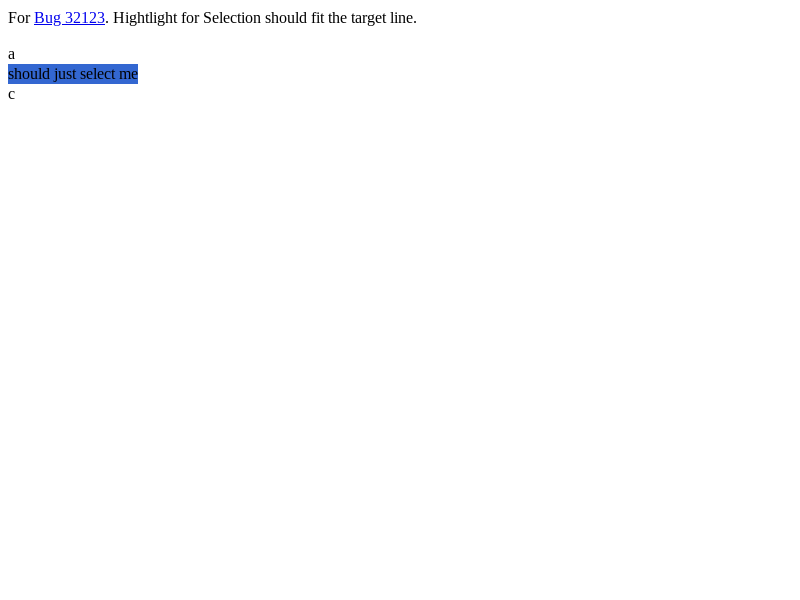 For Bug 32123. Hightlight for Selection should fit the target line.
a
should just select me
c